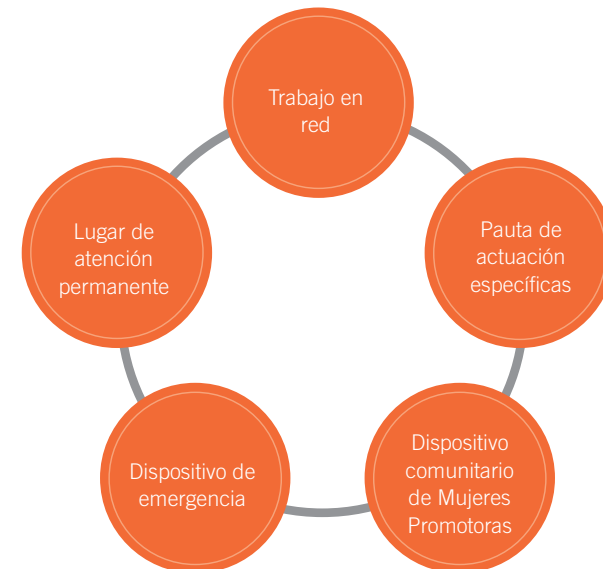 Trabajo en
red
Pauta de
actuación
específicas
Dispositivo
comunitario
de Mujeres
Promotoras
Dispositivo de
emergencia
Lugar de
atención
permanente